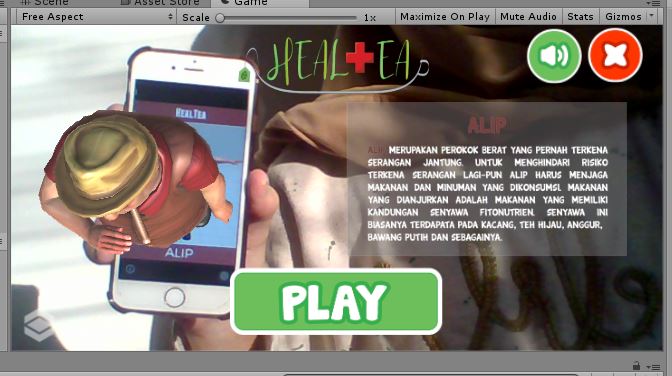 Scene Asset Store Game
Free Aspect Scale 1x Maximize On Play Mute Audio Stats Gizmos
HEALTEA
HEALTEA
ALIP
ALIP MERUPAKAN PEROKOK BERAT YANG PERNAH TERKENA
SERANGAN JANTUNG. UNTUK MENGHINDARI RISIKO
TERKENA SERANGAN LAGI-PUN ALIP HARUS MENJAGA
MAKANAN DAN MINUMAN YANG DIKONSUMSI. MAKANAN
YANG DIANJURKAN ADALAH MAKANAN YANG MEMILIKI
KANDUNGAN SENYAWA FITONUTRIEN. SENYAWA INI
BIASANYA TERDAPATA PADA KACANG, TEH HIJAU, ANGGUR,
BAWANG PUTIH DAN SEBAGAINYA.
ALIP
PLAY